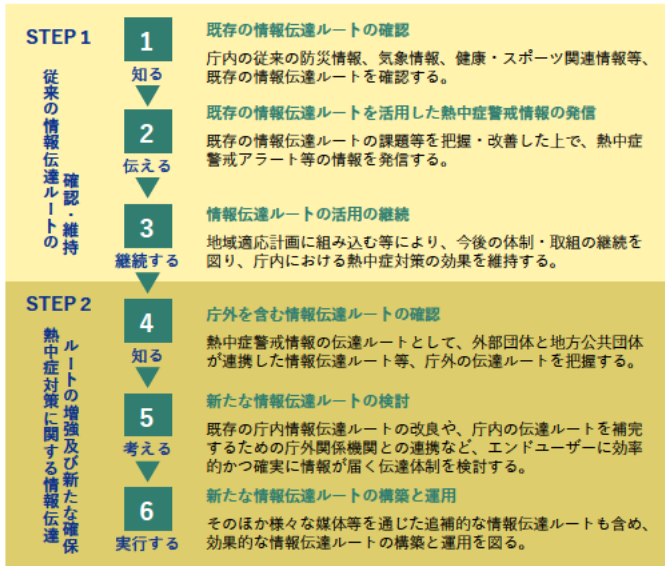 STEP 1
従来の情報伝達ルートの
確認・維持
1
知る
既存の情報伝達ルートの確認
庁内の従来の防災情報、気象情報、健康・スポーツ関連情報等、
既存の情報伝達ルートを確認する。
2
伝える
既存の情報伝達ルートを活用した熱中症警戒情報の発信
既存の情報伝達ルートの課題等を把握・改善した上で、熱中症
警戒アラート等の情報を発信する。
3
継続する
情報伝達ルートの活用の継続
地域適応計画に組み込む等により、今後の体制・取組の継続を
図り、庁内における熱中症対策の効果を維持する。
STEP 2
熱中症対策に関する情報伝達
ルートの増強及び新たな確保
4
知る
庁外を含む情報伝達ルートの確認
熱中症警戒情報の伝達ルートとして、外部団体と地方公共団体
が連携した情報伝達ルート等、庁外の伝達ルートを把握する。
5
考える
新たな情報伝達ルートの検討
既存の庁内情報伝達ルートの改良や、庁内の伝達ルートを補完
するための庁外関係機関との連携など、エンドユーザーに効率
的かつ確実に情報が届く伝達体制を検討する。
6
実行する
新たな情報伝達ルートの構築と運用
そのほか様々な媒体等を通じた追補的な情報伝達ルートも含め、
効果的な情報伝達ルートの構築と運用を図る。